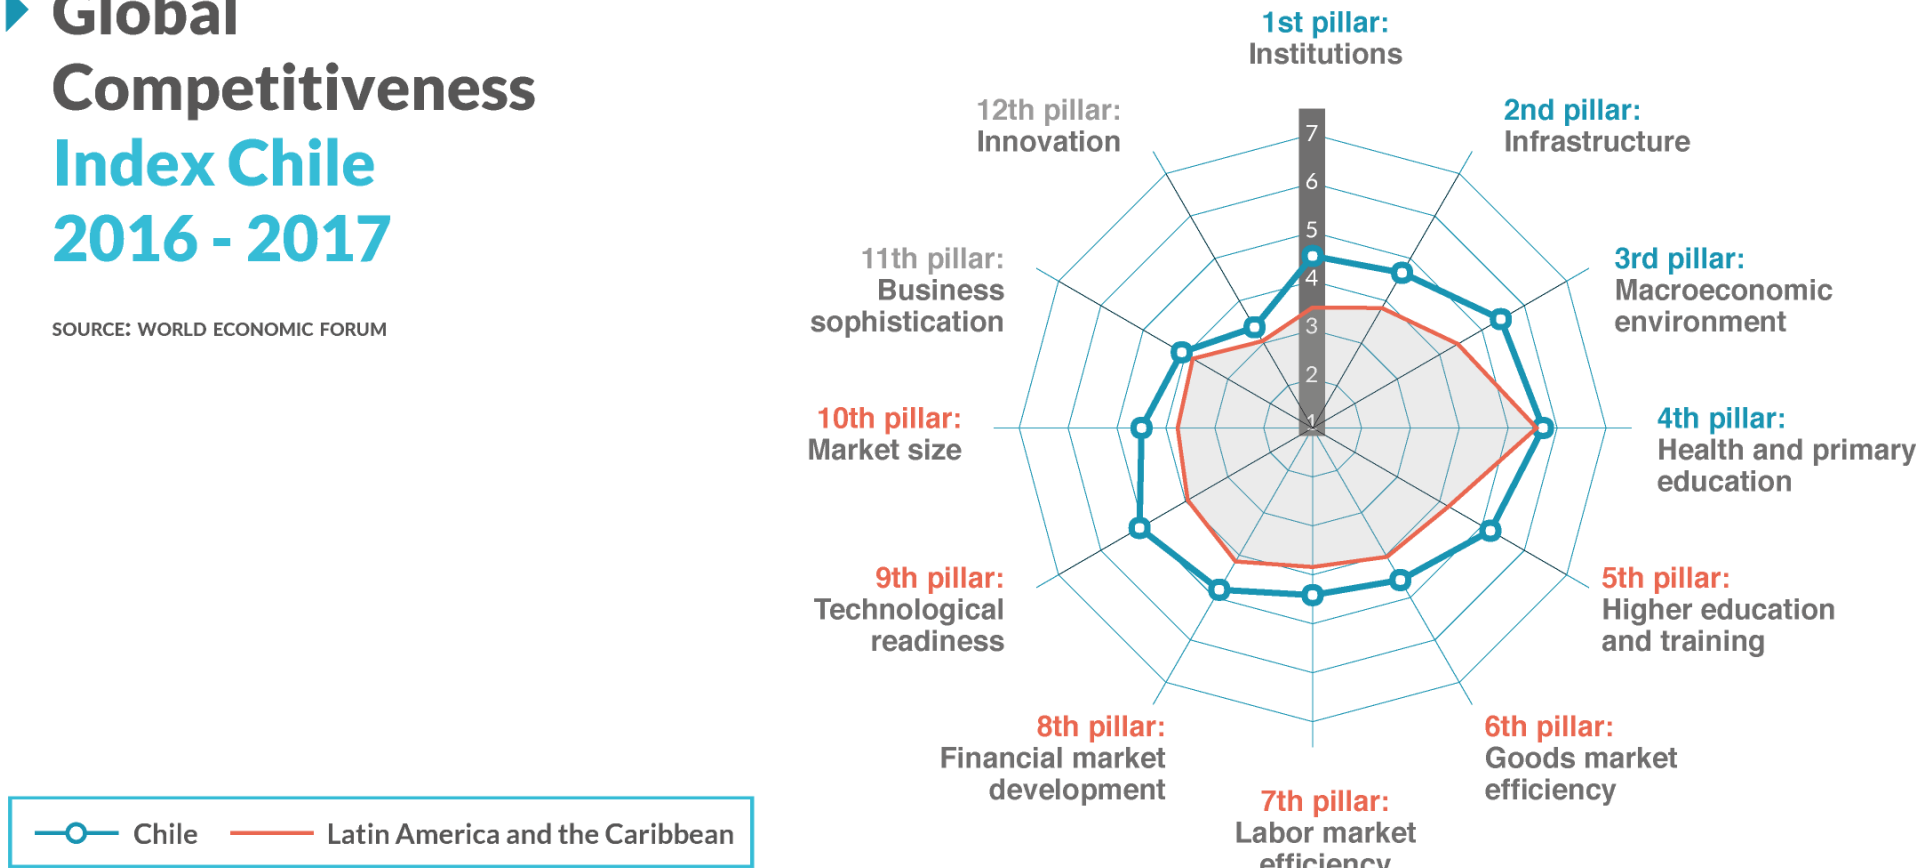 Global
Competitiveness
Index Chile
2016 - 2017
SOURCE: WORLD ECONOMIC FORUM
1st pillar:
Institutions
2nd pillar:
Infrastructure
3rd pillar:
Macroeconomic
environment
4th pillar:
Health and primary
education
5th pillar:
Higher education
and training
6th pillar:
Goods market
efficiency
7th pillar:
Labor market
efficiency
8th pillar:
Financial market
development
9th pillar:
Technological
readiness
10th pillar:
Market size
11th pillar:
Business
sophistication
12th pillar:
Innovation
7
6
5
4
3
2
1
Chile
Latin America and the Caribbean